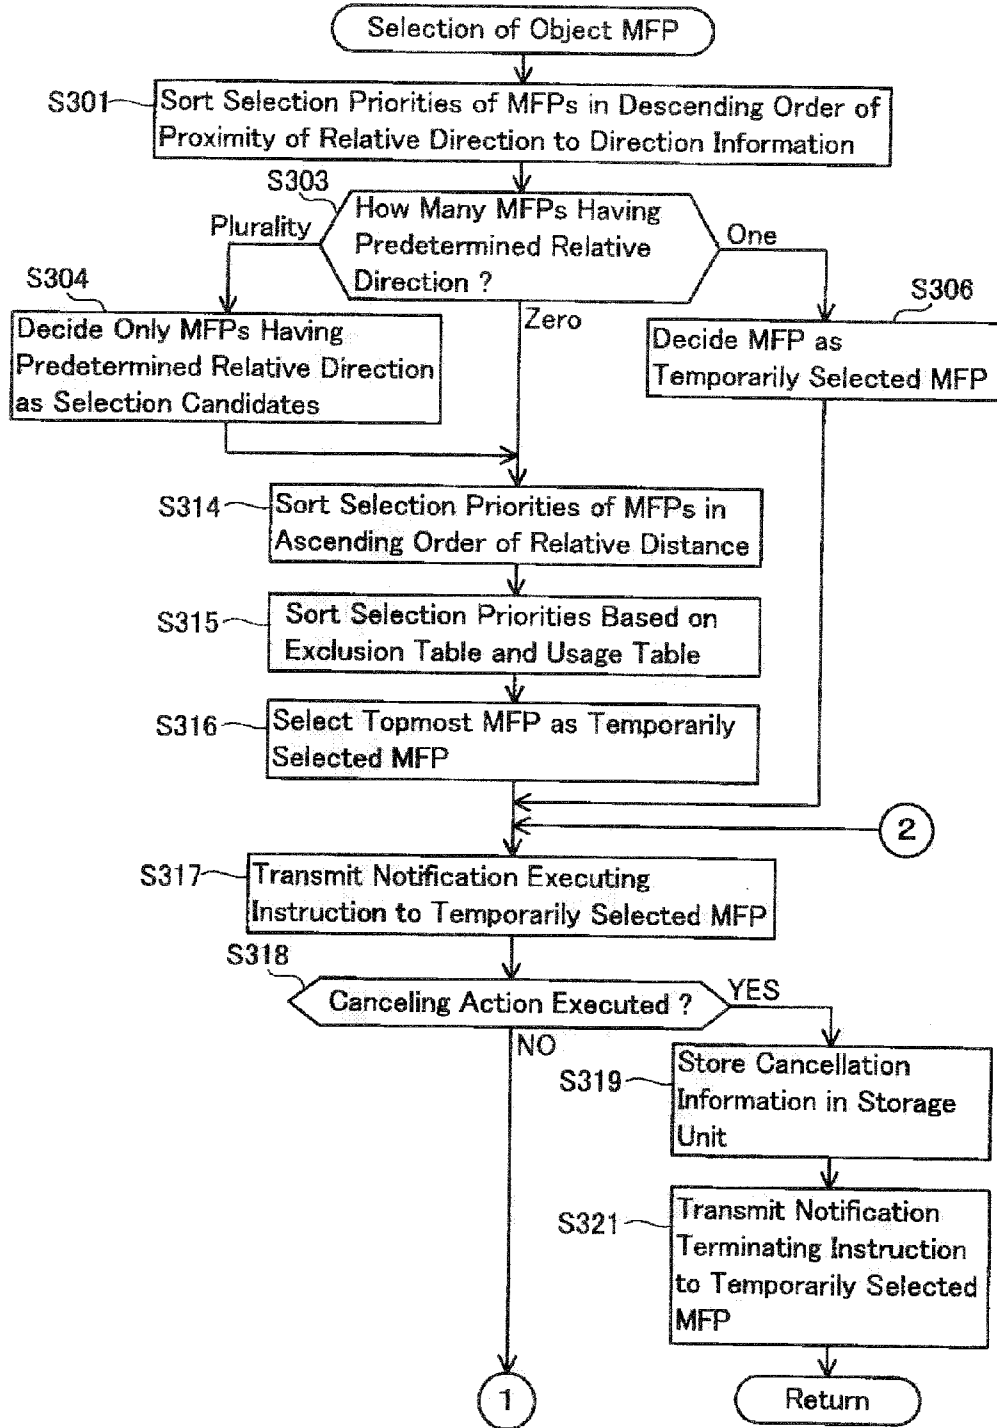 Selection of Object MFP
S301
Sort Selection Priorities of MFPs in Descending Order of
Proximity of Relative Direction to Direction Information
S303
How Many MFPs Having
Predetermined Relative
Direction ?
Plurality
One
Zero
S304
Decide Only MFPs Having
Predetermined Relative Direction
as Selection Candidates
S306
Decide MFP as
Temporarily Selected MFP
S314
Sort Selection Priorities of MFPs in
Ascending Order of Relative Distance
S315
Sort Selection Priorities Based on
Exclusion Table and Usage Table
S316
Select Topmost MFP as Temporarily
Selected MFP
2
S317
Transmit Notification Executing
Instruction to Temporarily Selected MFP
S318
Canceling Action Executed ?
YES
NO
S319
Store Cancellation
Information in Storage
Unit
S321
Transmit Notification
Terminating Instruction
to Temporarily Selected
MFP
1
Return